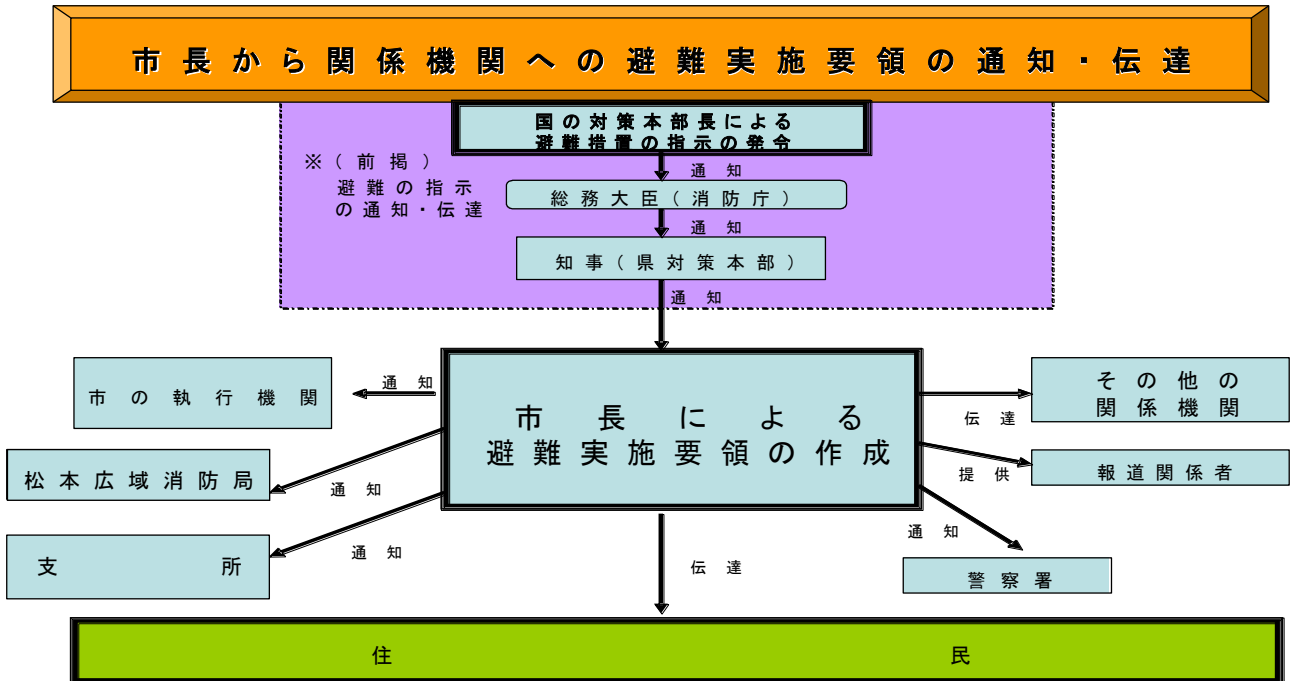 市長から関係機関への避難実施要領の通知・伝達
国の対策本部長による
避難措置の指示の発令
※(前掲)
避難の指示
の通知・伝達
通知
総務大臣(消防庁)
通知
知事(県対策本部)
通知
市長による
避難実施要領の作成
市の執行機関
通知
松本広域消防局
通知
支所
通知
その他の
関係機関
伝達
報道関係者
提供
警察署
通知
伝達
住民